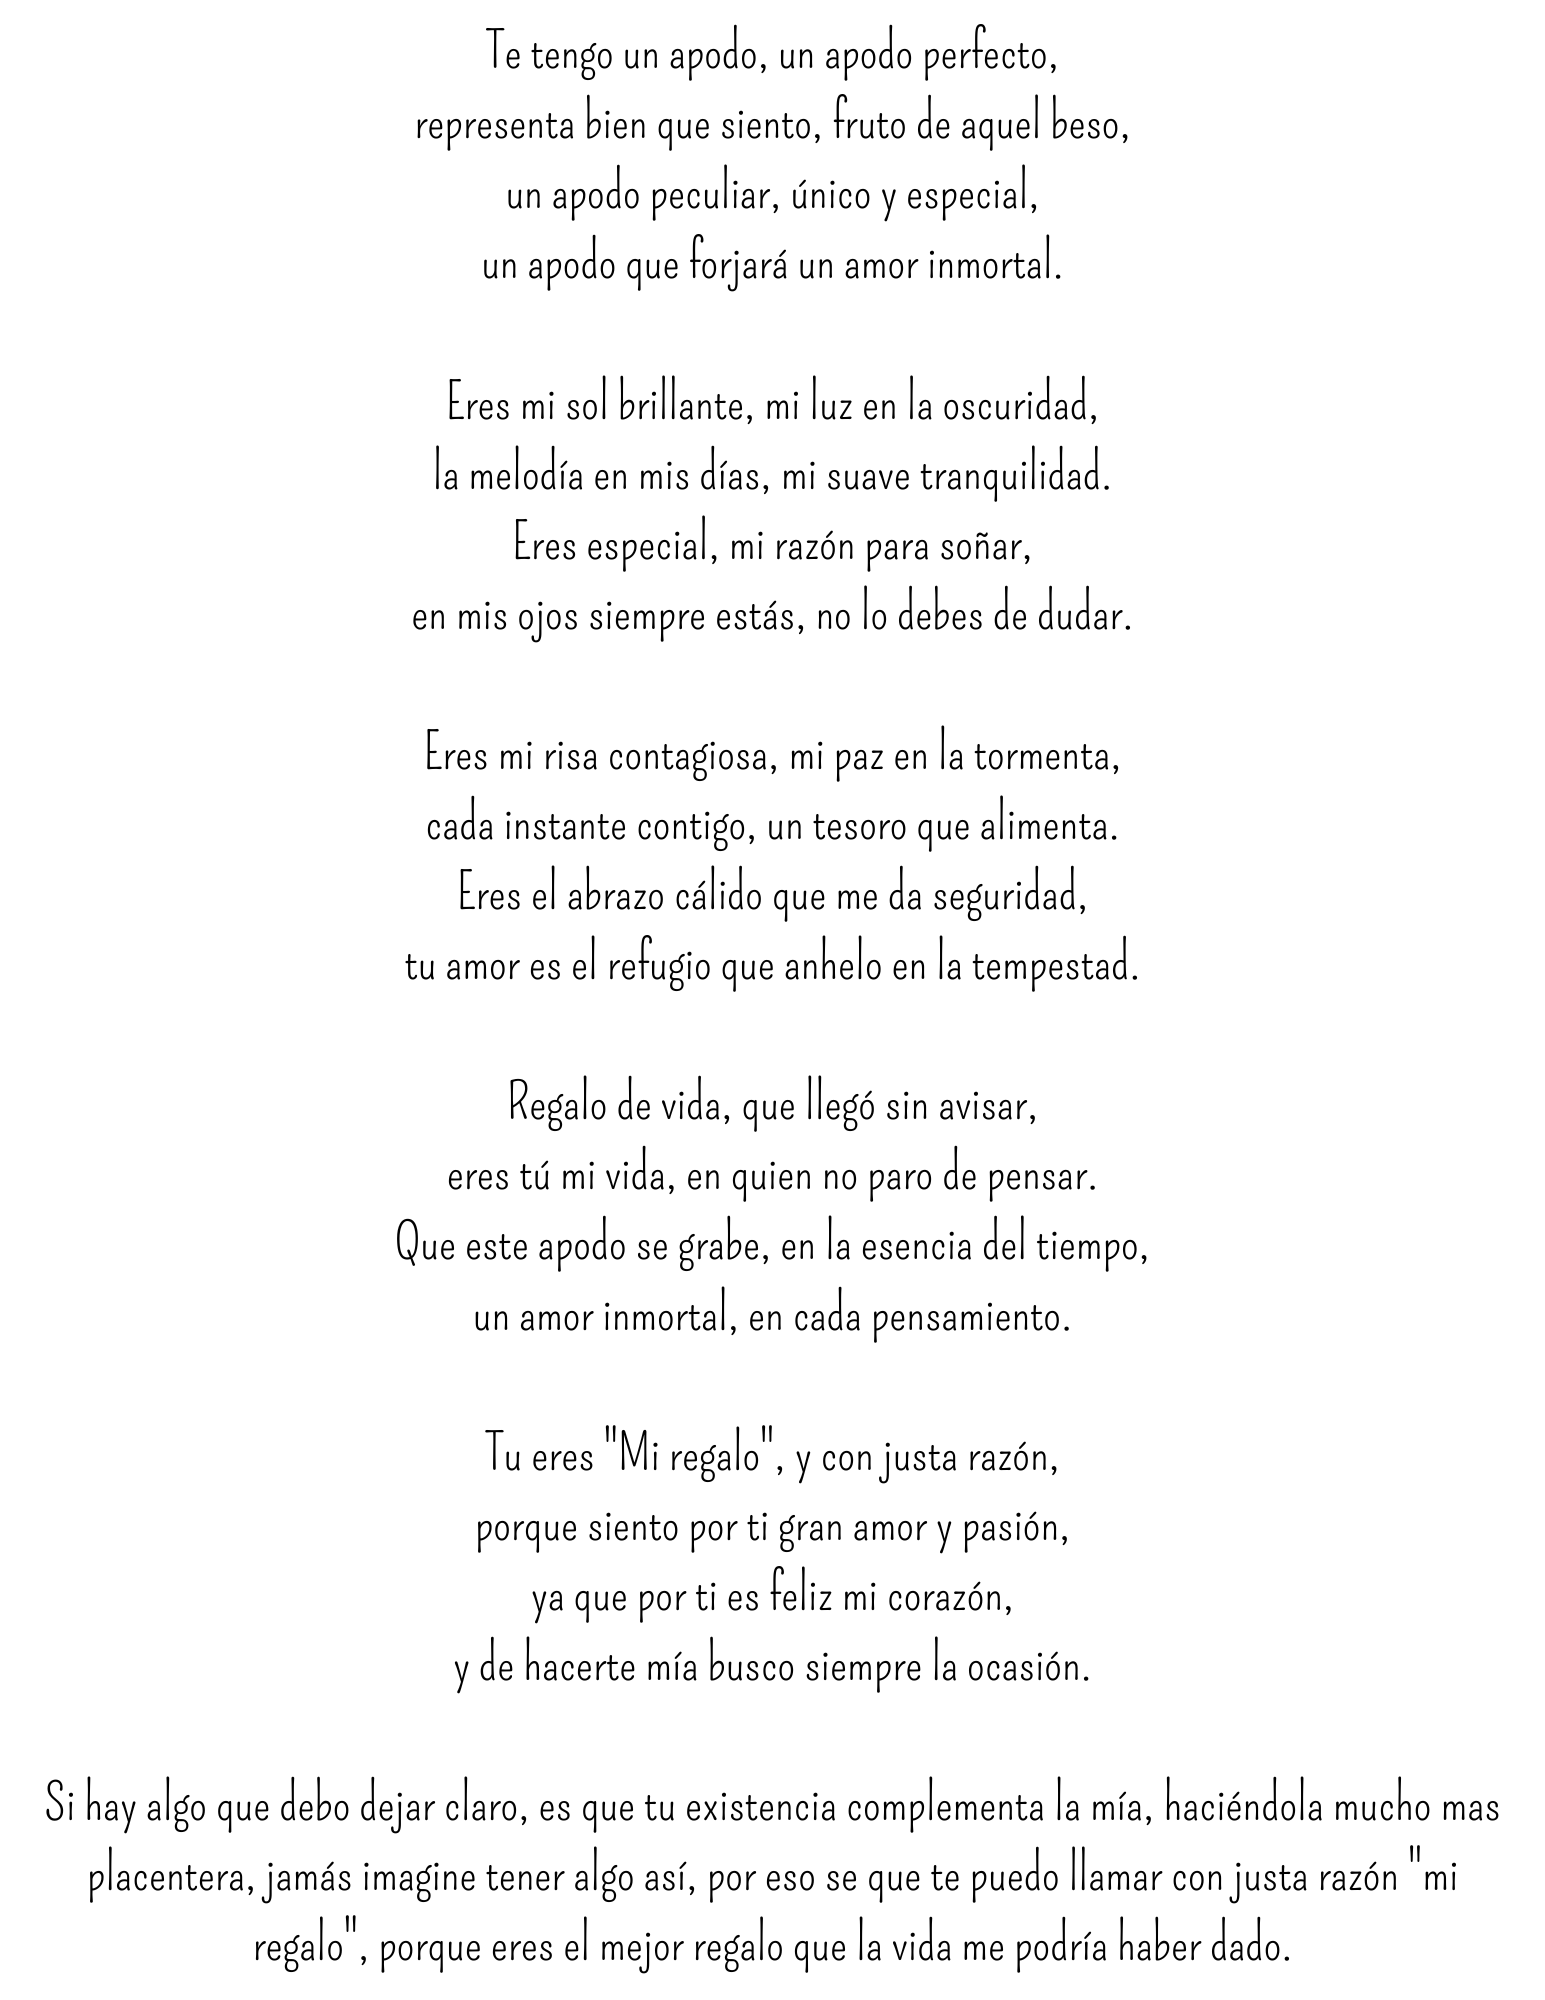 Te tengo un apodo, un apodo perfecto,
representa bien que siento, fruto de aquel beso,
un apodo peculiar, único y especial,
un apodo que forjará un amor inmortal.
Eres mi sol brillante, mi luz en la oscuridad,
la melodía en mis días, mi suave tranquilidad.
Eres especial, mi razón para soñar,
en mis ojos siempre estás, no lo debes de dudar.
Eres mi risa contagiosa, mi paz en la tormenta,
cada instante contigo, un tesoro que alimenta.
Eres el abrazo cálido que me da seguridad,
tu amor es el refugio que anhelo en la tempestad.
Regalo de vida, que llegó sin avisar,
eres tú mi vida, en quien no paro de pensar.
Que este apodo se grabe, en la esencia del tiempo,
un amor inmortal, en cada pensamiento.
Tu eres "Mi regalo", y con justa razón,
porque siento por ti gran amor y pasión,
ya que por ti es feliz mi corazón,
y de hacerte mía busco siempre la ocasión.
Si hay algo que debo dejar claro, es que tu existencia complementa la mía, haciéndola mucho mas
placentera, jamás imagine tener algo así, por eso se que te puedo llamar con justa razón "mi
regalo", porque eres el mejor regalo que la vida me podría haber dado.